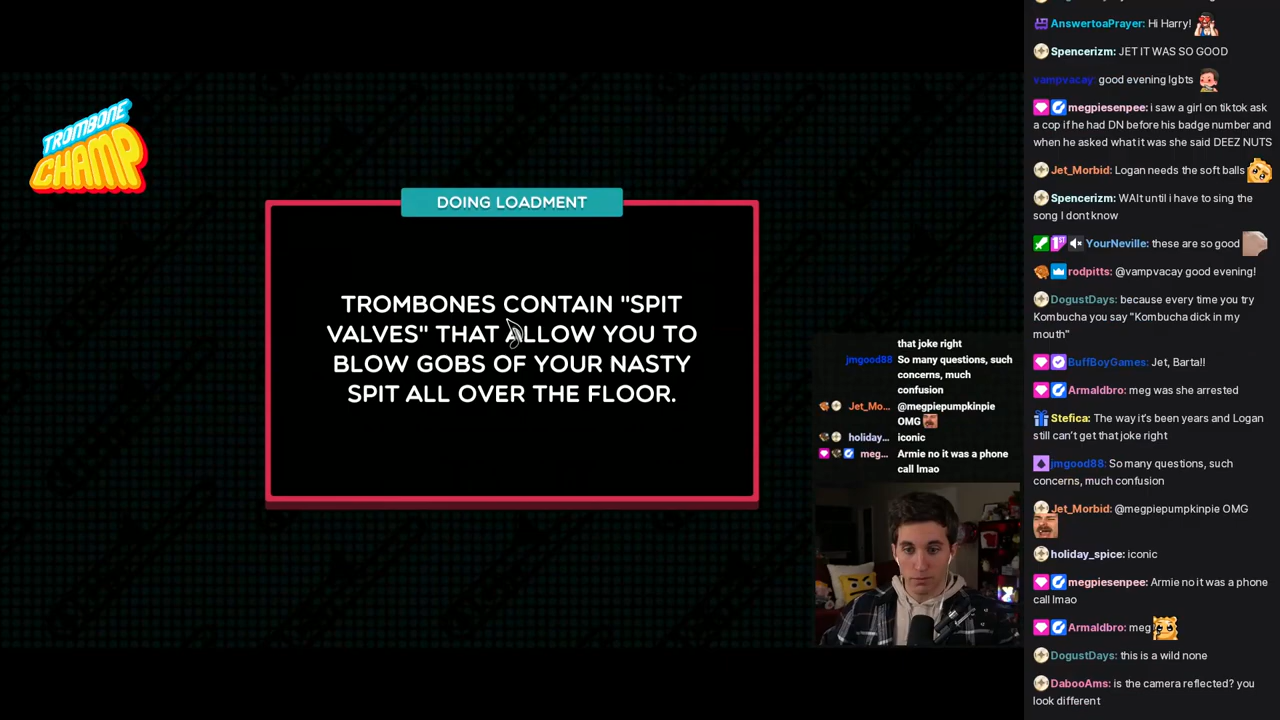 AnswertoaPrayer: Hi Harry!
Spencerizm: JET IT WAS SO GOOD
vampvacay: good evening lgbts
megpiesenpee: i saw a girl on tiktok ask
a cop if he had DN before his badge number and
when he asked what it was she said DEEZ NUTS
Jet_Morbid: Logan needs the soft balls
Spencerizm: WAIt until i have to sing the
song I dont know
YourNeville: these are so good
rodpitts: @vampvacay good evening!
DogustDays: because every time you try
Kombucha you say "Kombucha dick in my
mouth"
BuffBoyGames: Jet, Barta!!
Armaldbro: meg was she arrested
Stefica: The way it's been years and Logan
still can't get that joke right
jmgood88: So many questions, such
concerns, much confusion
Jet_Morbid: @megpiepumpkinpie OMG
holiday_spice: iconic
megpiesenpee: Armie no it was a phone
call lmao
Armaldbro: meg
DogustDays: this is a wild none
DabooAms: is the camera reflected? you
look different
TROMBONE
CHAMP
DOING LOADMENT
TROMBONES CONTAIN "SPIT
VALVES" THAT ALLOW YOU TO
BLOW GOBS OF YOUR NASTY
SPIT ALL OVER THE FLOOR.
that joke right
jmgood88 So many questions, such
concerns, much
confusion
Jet_Mo... @megpiepumpkinpie
OMG
holiday... iconic
meg... Armie no it was a phone
call lmao